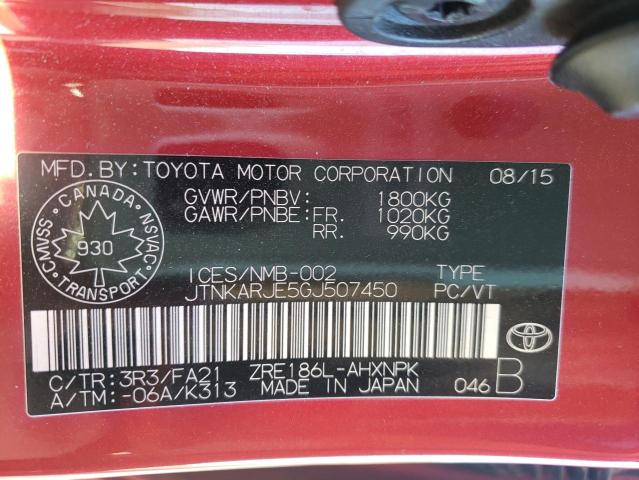 MFD.BY:TOYOTA MOTOR CORPORATION 08/15
GVWR/PNBV: 1800KG
GAWR/PNBE:FR. 1020KG
RR. 990KG
CANADA
CMVSS 930 NSVAC
TRANSPORT
ICES/NMB-002 TYPE
JTNKARJE5GJ507450 PC/VT
C/TR:3R3/FA21 ZRE186L-AHXNPK
A/TM:-06A/K313 MADE IN JAPAN 046 B